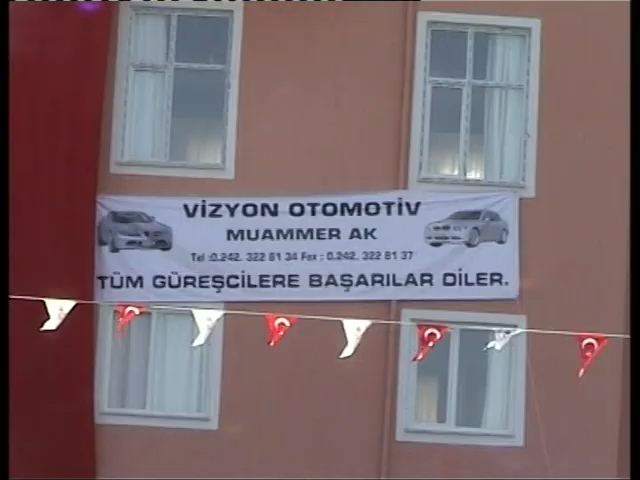 VİZYON OTOMOTİV
MUAMMER AK
Tel :0.242. 322 81 34 Fax : 0.242. 322 81 37
TÜM GÜREŞCİLERE BAŞARILAR DİLER.